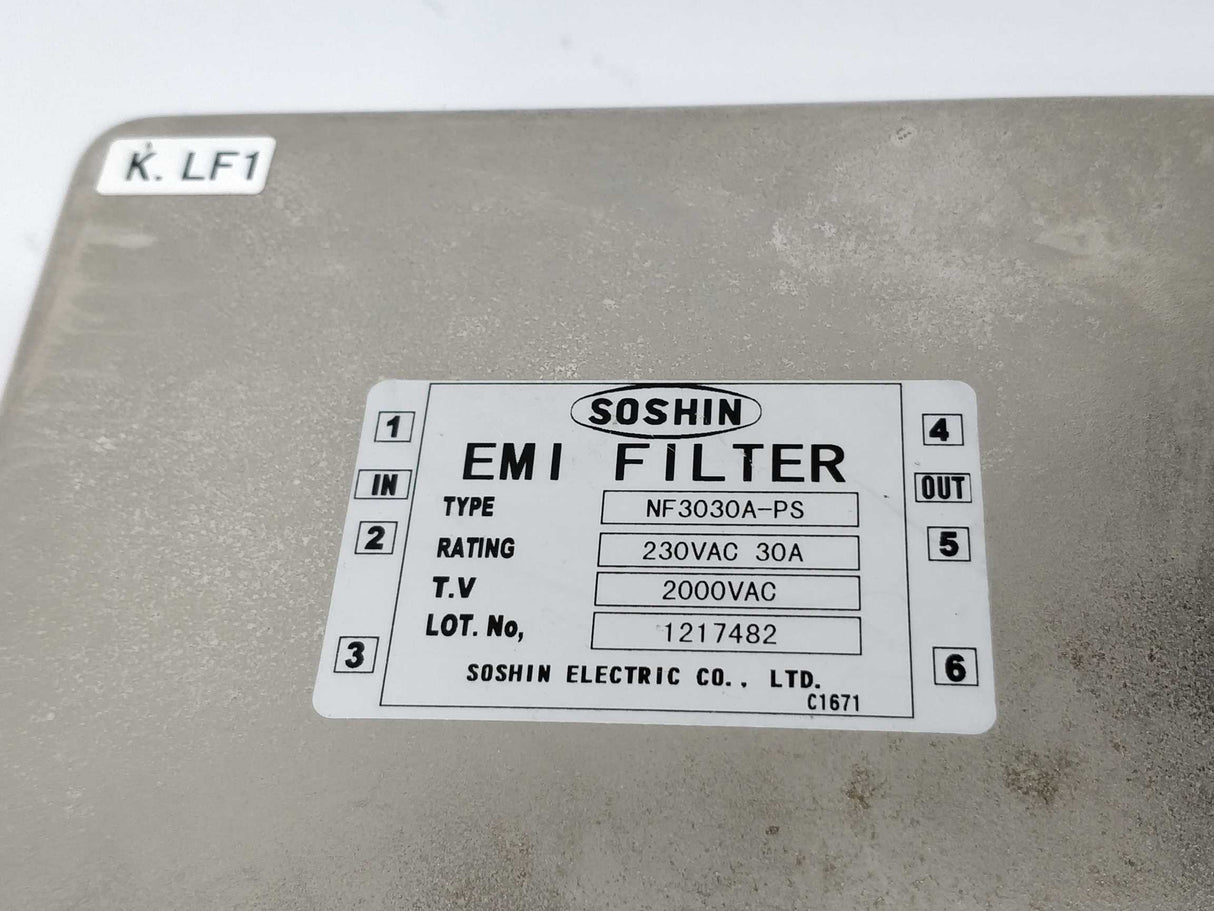 K. LF1
SOSHIN
EMI FILTER
1
IN
2
3
TYPE NF3030A-PS
RATING 230VAC 30A
T.V 2000VAC
LOT. No, 1217482
SOSHIN ELECTRIC CO., LTD.
C1671
4
OUT
5
6